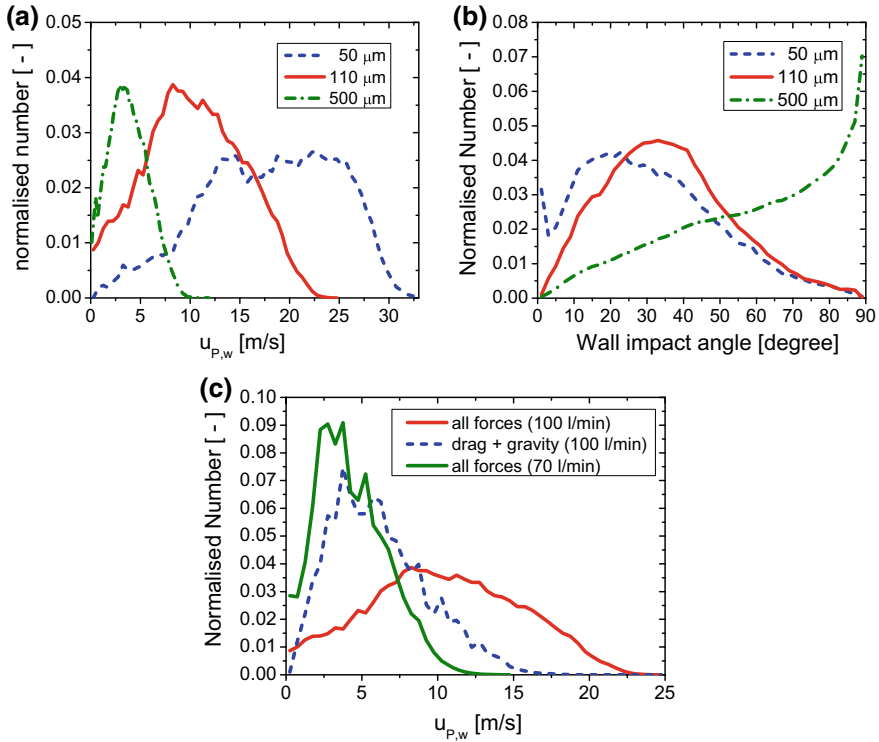 (a)
normalised number [ - ]
0.05
0.04
0.03
0.02
0.01
0.00
50 μm
110 μm
500 μm
0 5 10 15 20 25 30
u_P,w [m/s]
(b)
Normalised Number [ - ]
0.08
0.07
0.06
0.05
0.04
0.03
0.02
0.01
0.00
50 μm
110 μm
500 μm
0 10 20 30 40 50 60 70 80 90
Wall impact angle [degree]
(c)
Normalised Number [ - ]
0.10
0.09
0.08
0.07
0.06
0.05
0.04
0.03
0.02
0.01
0.00
all forces (100 l/min)
drag + gravity (100 l/min)
all forces (70 l/min)
0 5 10 15 20 25
u_P,w [m/s]